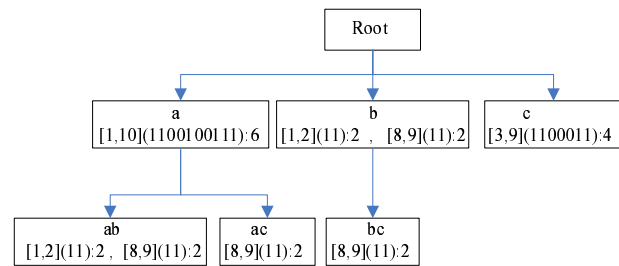 Root
a
[1,10](1100100111):6
b
[1,2](11):2 , [8,9](11):2
c
[3,9](1100011):4
ab
[1,2](11):2 , [8,9](11):2
ac
[8,9](11):2
bc
[8,9](11):2